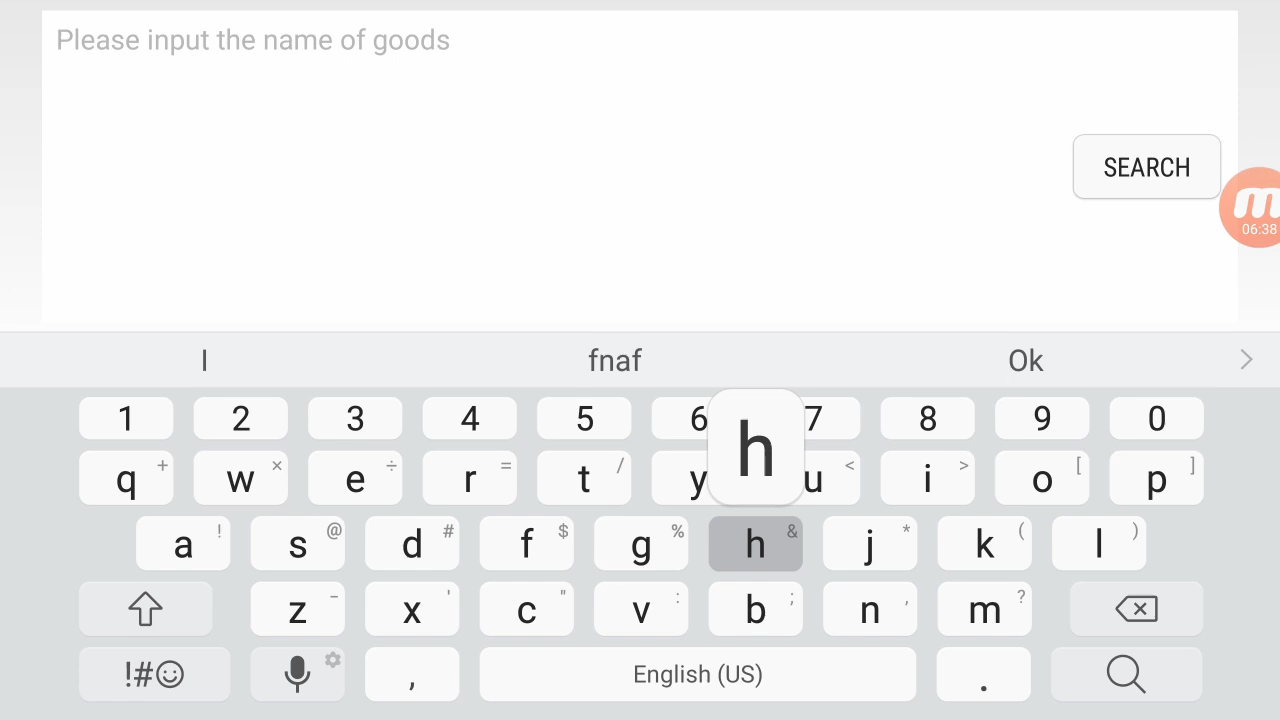 Please input the name of goods
SEARCH
m
06:38
I fnaf Ok >
h
1 2 3 4 5 6 7 8 9 0
q + w × e ÷ r = t / y u < i > o [ p ]
a ! s @ d # f $ g % h & j * k ( l )
z - x ' c " v : b ; n , m ?
!#☺ , English (US) .